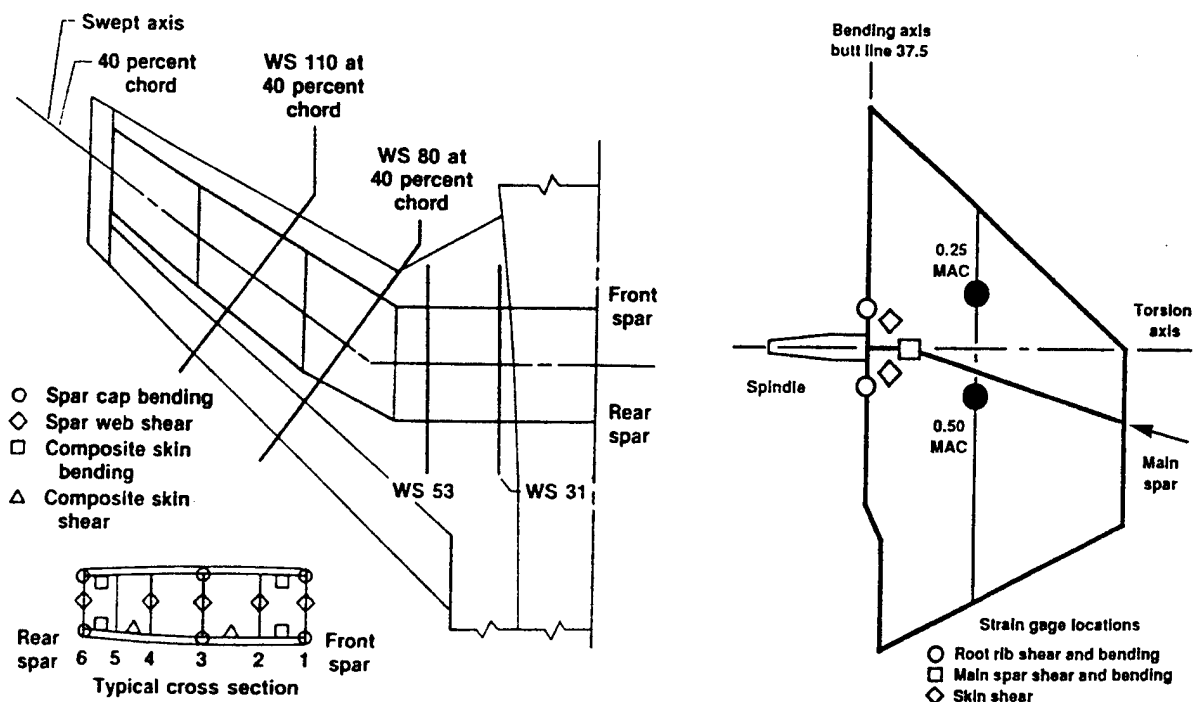 Swept axis
40 percent
chord
WS 110 at
40 percent
chord
WS 80 at
40 percent
chord
Front
spar
Rear
spar
WS 53
WS 31
Spar cap bending
Spar web shear
Composite skin
bending
Composite skin
shear
Rear
spar
6 5 4 3 2 1
Front
spar
Typical cross section
Bending axis
butt line 37.5
0.25
MAC
Torsion
axis
Spindle
0.50
MAC
Main
spar
Strain gage locations
Root rib shear and bending
Main spar shear and bending
Skin shear